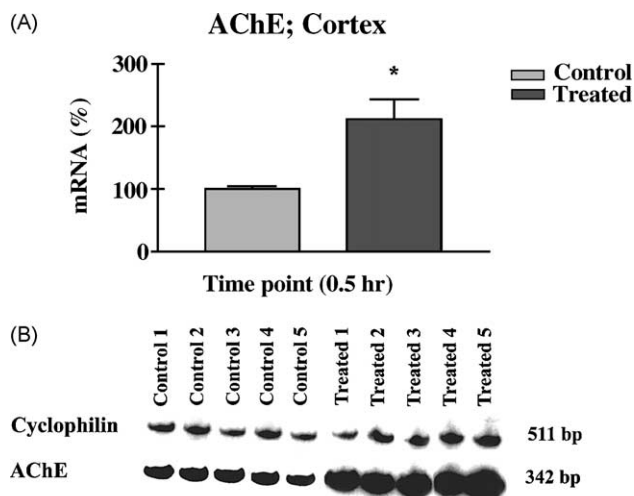 (A)
AChE; Cortex
300
200
100
0
mRNA (%)
*
Control
Treated
Time point (0.5 hr)
(B)
Control 1
Control 2
Control 3
Control 4
Control 5
Treated 1
Treated 2
Treated 3
Treated 4
Treated 5
Cyclophilin
511 bp
AChE
342 bp